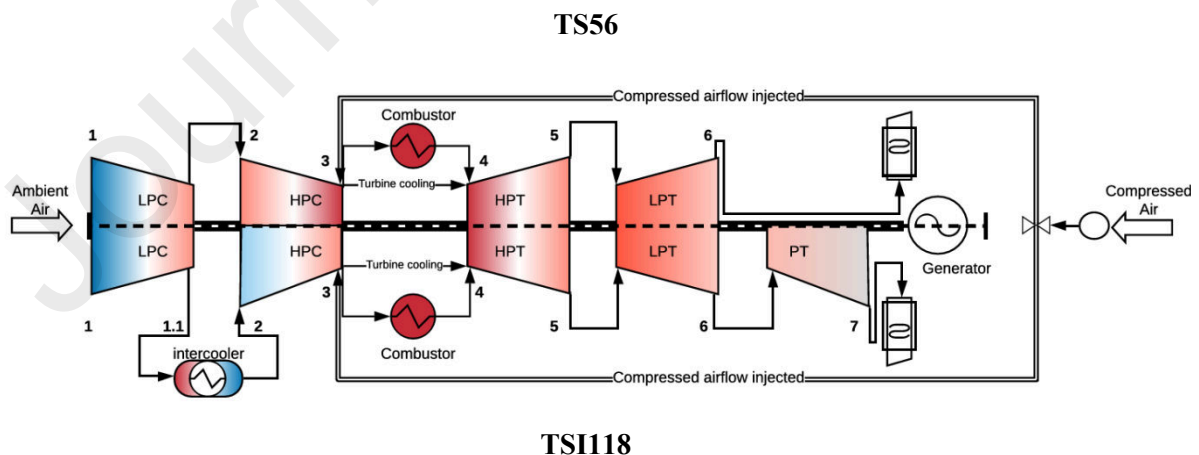 Journ
TS56
Compressed airflow injected
Combustor
1
2
3
4
5
6
Ambient
Air
LPC
HPC
Turbine cooling
HPT
LPT
Compressed
Air
LPC
HPC
Turbine cooling
HPT
LPT
PT
Generator
1
1.1
2
3
4
5
6
7
intercooler
Combustor
Compressed airflow injected
TSI118